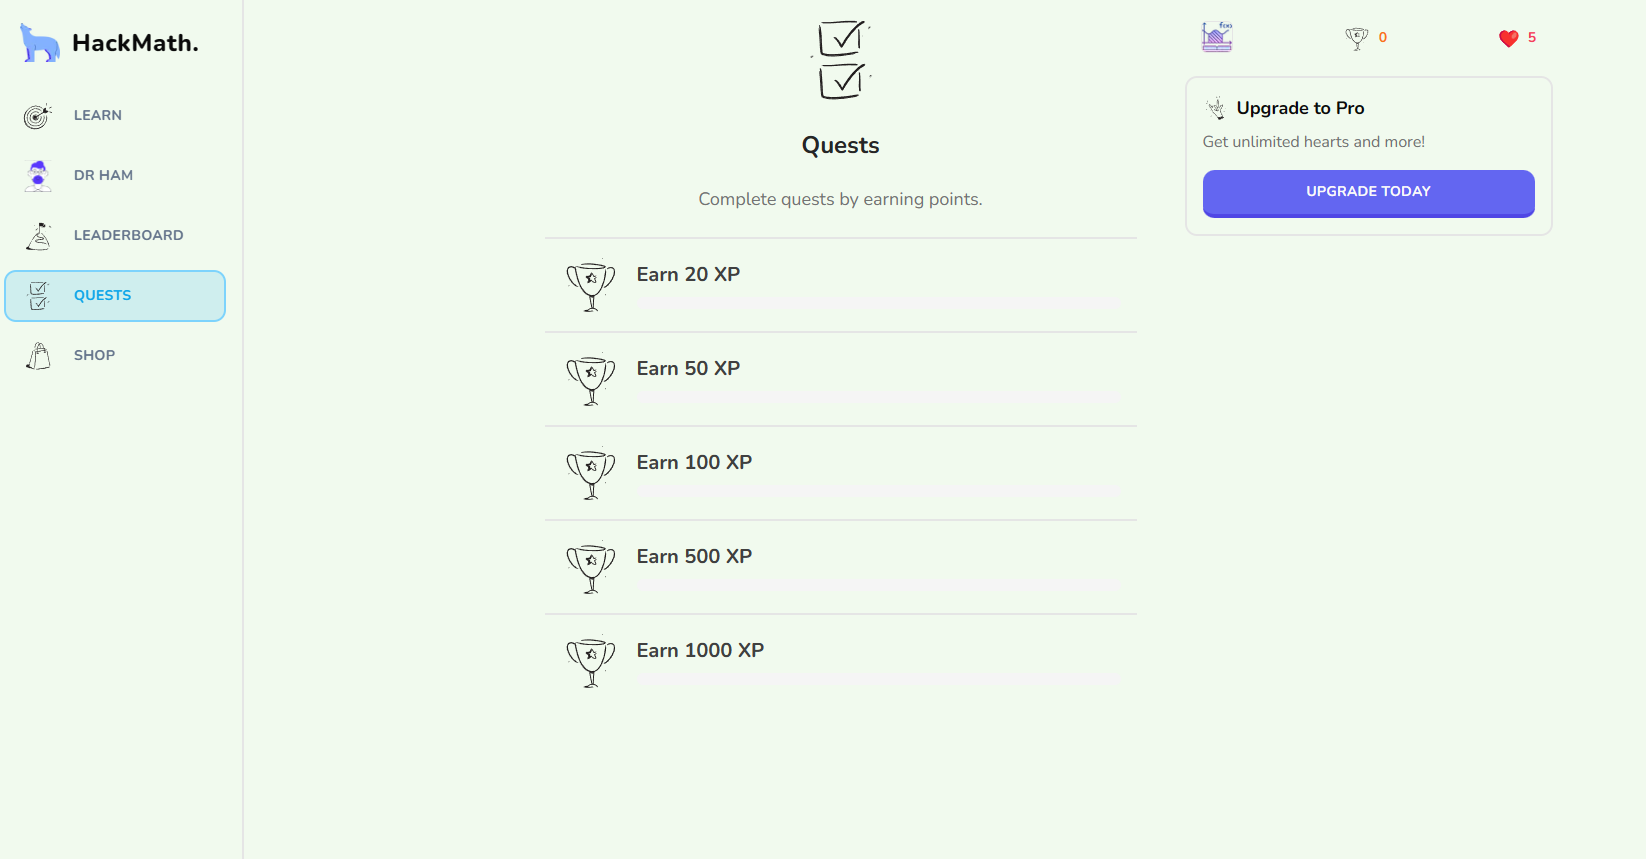 HackMath.
LEARN
DR HAM
LEADERBOARD
QUESTS
SHOP
Quests
Complete quests by earning points.
Earn 20 XP
Earn 50 XP
Earn 100 XP
Earn 500 XP
Earn 1000 XP
f(x)
0
5
Upgrade to Pro
Get unlimited hearts and more!
UPGRADE TODAY